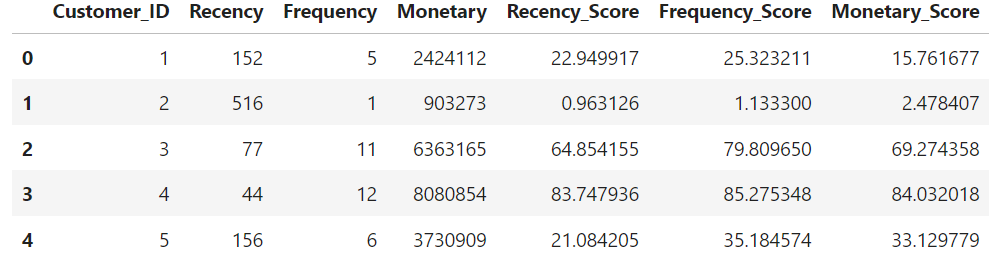 Customer_ID Recency Frequency Monetary Recency_Score Frequency_Score Monetary_Score
0 1 152 5 2424112 22.949917 25.323211 15.761677
1 2 516 1 903273 0.963126 1.133300 2.478407
2 3 77 11 6363165 64.854155 79.809650 69.274358
3 4 44 12 8080854 83.747936 85.275348 84.032018
4 5 156 6 3730909 21.084205 35.184574 33.129779